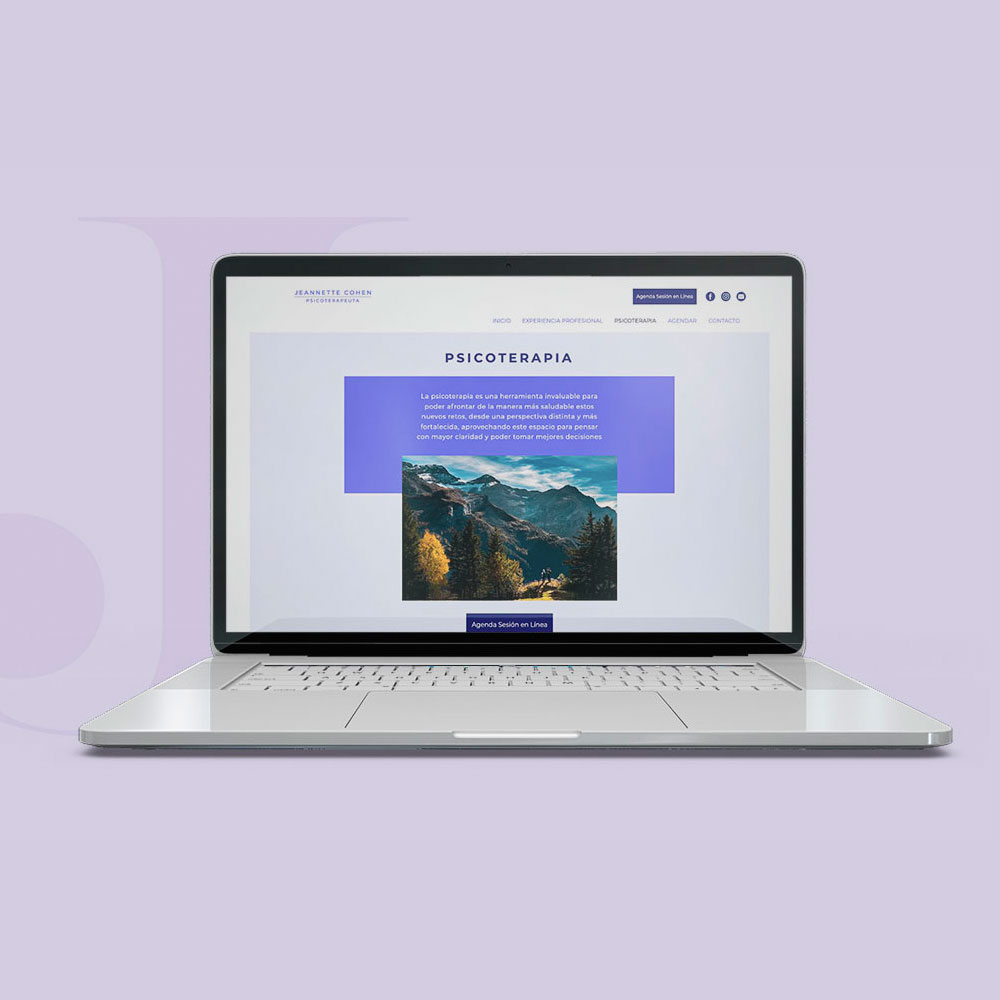 JEANNETTE COHEN
PSICOTERAPEUTA
Agenda Sesión en Línea
INICIO EXPERIENCIA PROFESIONAL PSICOTERAPIA AGENDAR CONTACTO
PSICOTERAPIA
La psicoterapia es una herramienta invaluable para
poder afrontar de la manera más saludable estos
nuevos retos, desde una perspectiva distinta y más
fortalecida, aprovechando este espacio para pensar
con mayor claridad y poder tomar mejores decisiones
Agenda Sesión en Línea
J